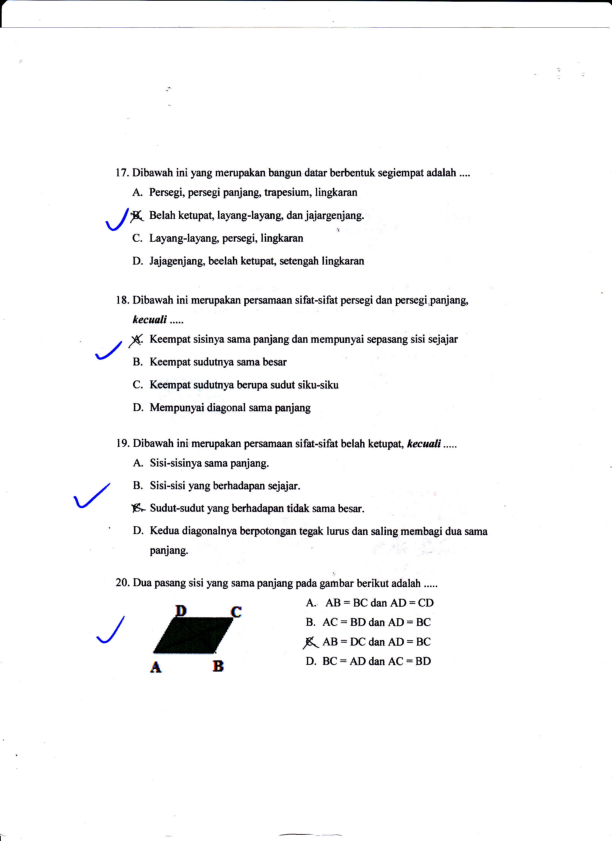 17. Dibawah ini yang merupakan bangun datar berbentuk segiempat adalah ....
A. Persegi, persegi panjang, trapesium, lingkaran
B. Belah ketupat, layang-layang, dan jajargenjang.
C. Layang-layang, persegi, lingkaran
D. Jajagenjang, beelah ketupat, setengah lingkaran
18. Dibawah ini merupakan persamaan sifat-sifat persegi dan persegi panjang,
kecuali .....
A. Keempat sisinya sama panjang dan mempunyai sepasang sisi sejajar
B. Keempat sudutnya sama besar
C. Keempat sudutnya berupa sudut siku-siku
D. Mempunyai diagonal sama panjang
19. Dibawah ini merupakan persamaan sifat-sifat belah ketupat, kecuali .....
A. Sisi-sisinya sama panjang.
B. Sisi-sisi yang berhadapan sejajar.
C. Sudut-sudut yang berhadapan tidak sama besar.
D. Kedua diagonalnya berpotongan tegak lurus dan saling membagi dua sama
panjang.
20. Dua pasang sisi yang sama panjang pada gambar berikut adalah .....
D C
A B
A. AB = BC dan AD = CD
B. AC = BD dan AD = BC
C. AB = DC dan AD = BC
D. BC = AD dan AC = BD